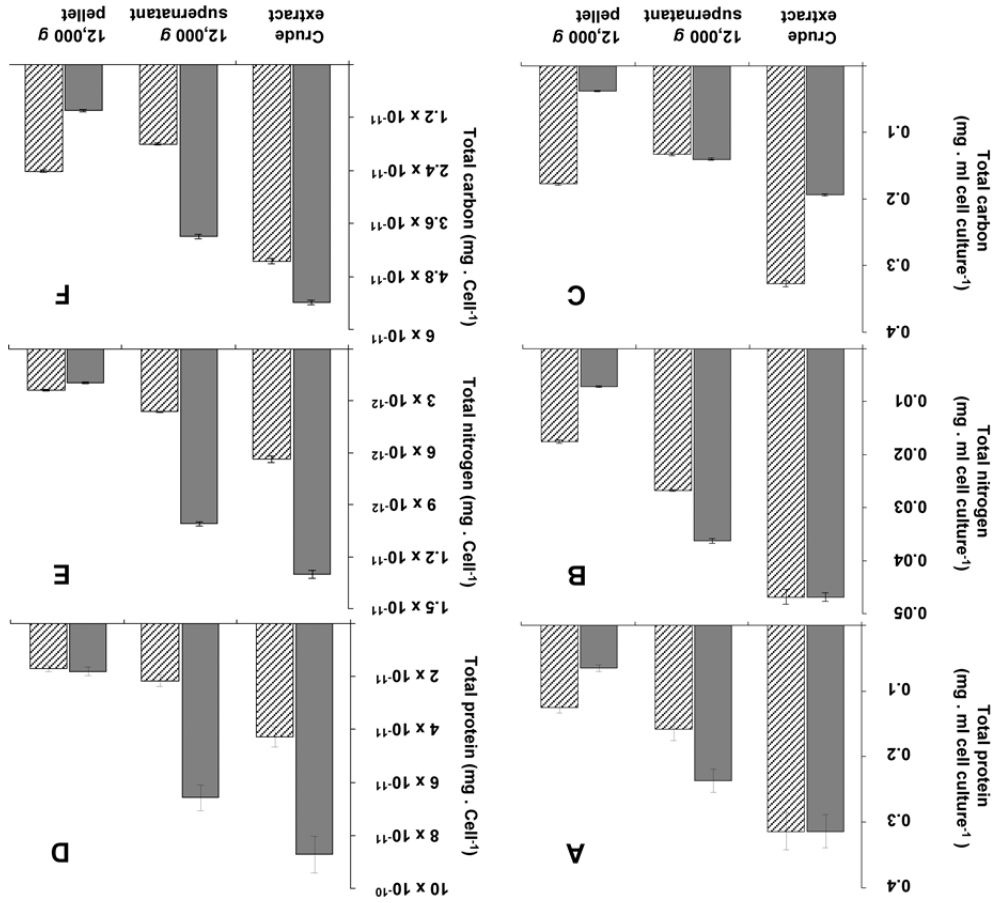 Total protein
(mg . ml cell culture⁻¹)
0.4
0.3
0.2
0.1
A
Total protein (mg . Cell⁻¹)
10 x 10⁻¹⁰
8 x 10⁻¹¹
6 x 10⁻¹¹
4 x 10⁻¹¹
2 x 10⁻¹¹
D
Total nitrogen
(mg . ml cell culture⁻¹)
0.05
0.04
0.03
0.02
0.01
B
Total nitrogen (mg . Cell⁻¹)
1.5 x 10⁻¹¹
1.2 x 10⁻¹¹
9 x 10⁻¹²
6 x 10⁻¹²
3 x 10⁻¹²
E
Total carbon
(mg . ml cell culture⁻¹)
0.4
0.3
0.2
0.1
C
Total carbon (mg . Cell⁻¹)
6 x 10⁻¹¹
4.8 x 10⁻¹¹
3.6 x 10⁻¹¹
2.4 x 10⁻¹¹
1.2 x 10⁻¹¹
F
Crude
extract
12,000 g
supernatant
12,000 g
pellet
Crude
extract
12,000 g
supernatant
12,000 g
pellet